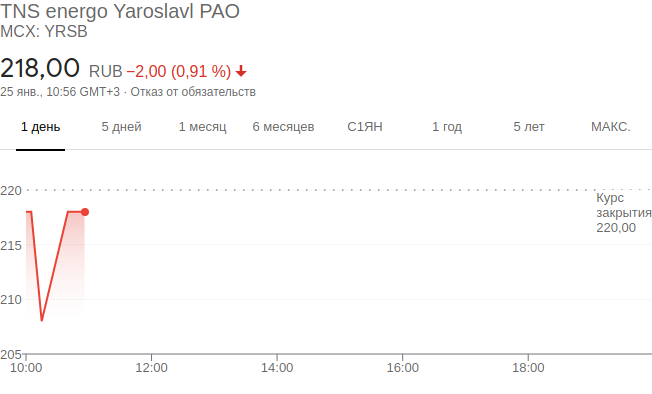 TNS energo Yaroslavl PAO
MCX: YRSB
218,00 RUB −2,00 (0,91 %)
25 янв., 10:56 GMT+3 · Отказ от обязательств
1 день 5 дней 1 месяц 6 месяцев С1ЯН 1 год 5 лет МАКС.
220
Курс
закрытия
220,00
215
210
205
10:00 12:00 14:00 16:00 18:00